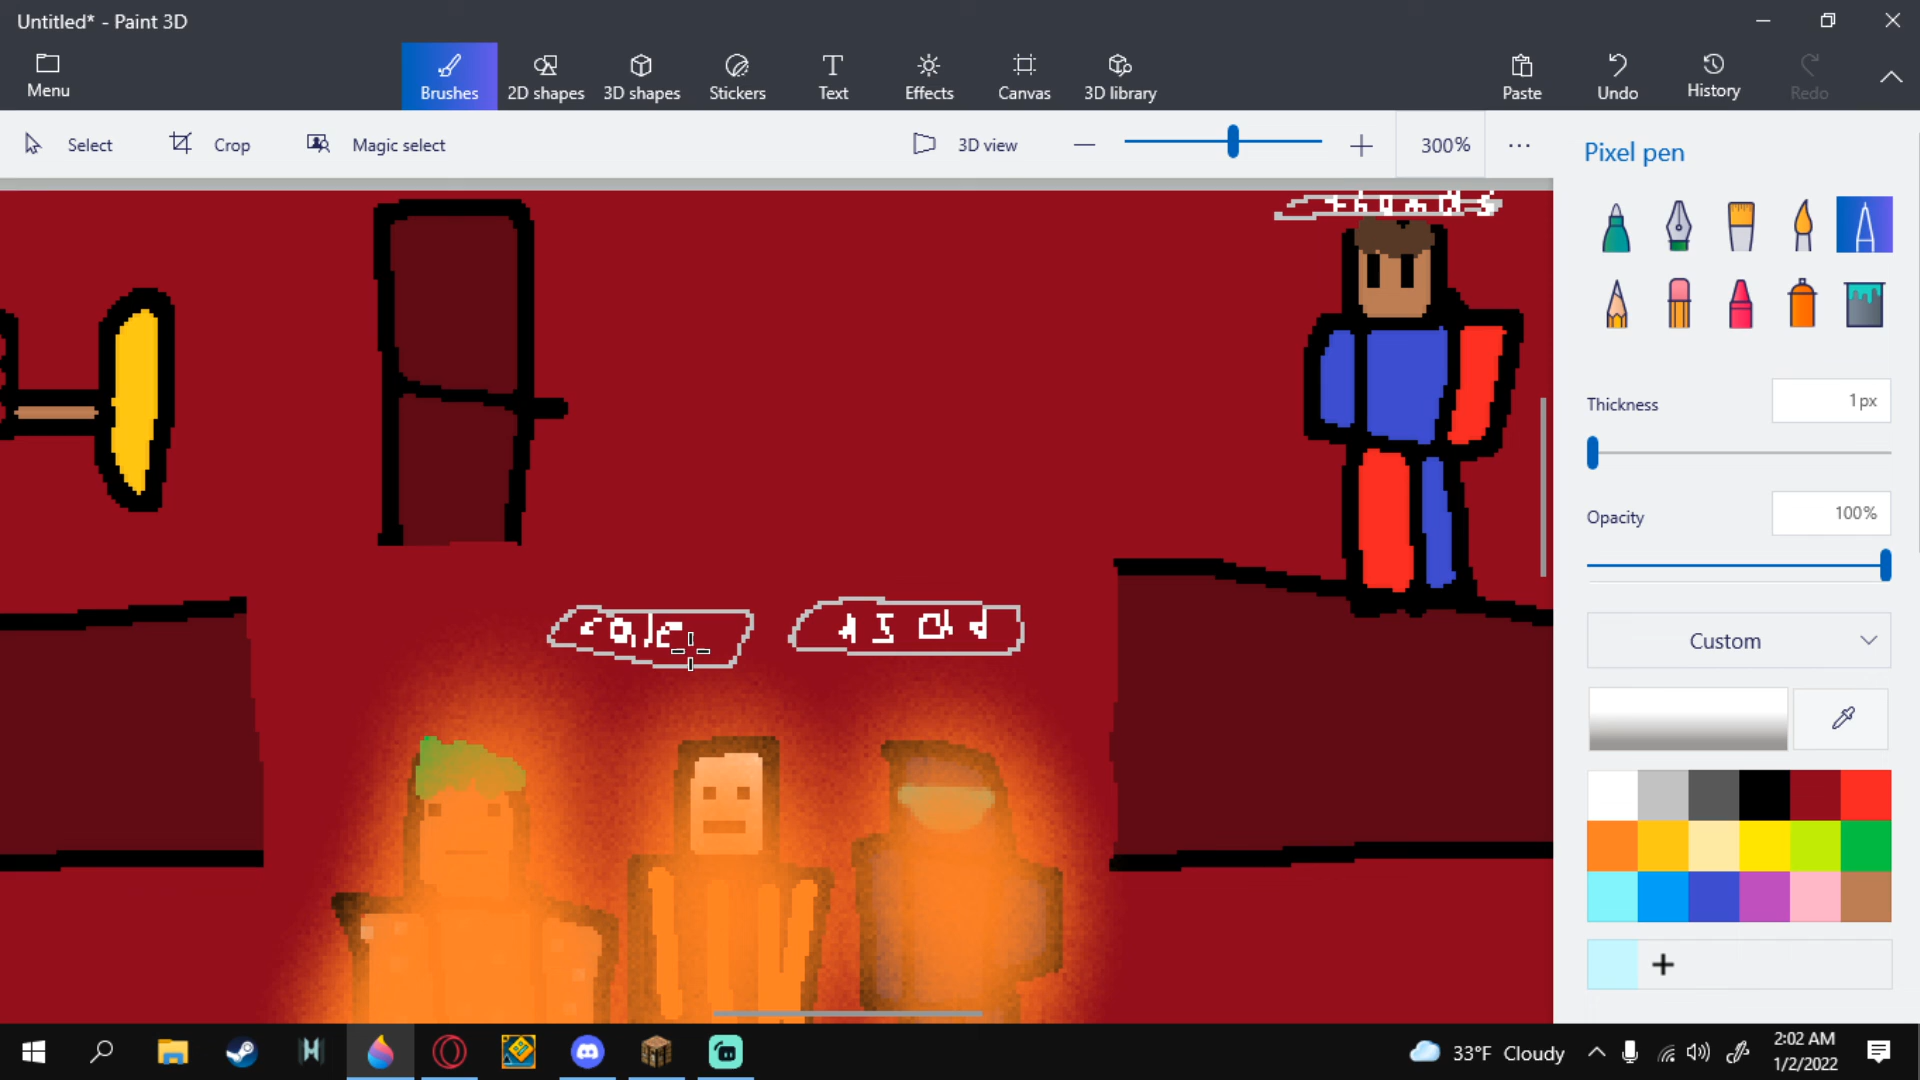 Untitled* - Paint 3D
Menu
Brushes
2D shapes
3D shapes
Stickers
Text
Effects
Canvas
3D library
Paste
Undo
History
Redo
Select
Crop
Magic select
3D view
300%
Pixel pen
Thickness
1px
Opacity
100%
Custom
33°F Cloudy
2:02 AM
1/2/2022